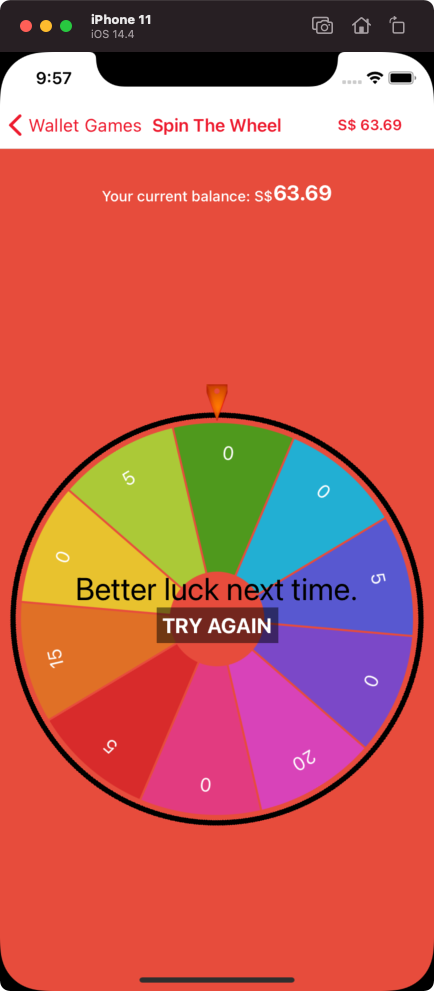 iPhone 11
iOS 14.4
9:57
Wallet Games Spin The Wheel S$ 63.69
Your current balance: S$63.69
0
0
5
0
20
0
5
15
0
5
Better luck next time.
TRY AGAIN